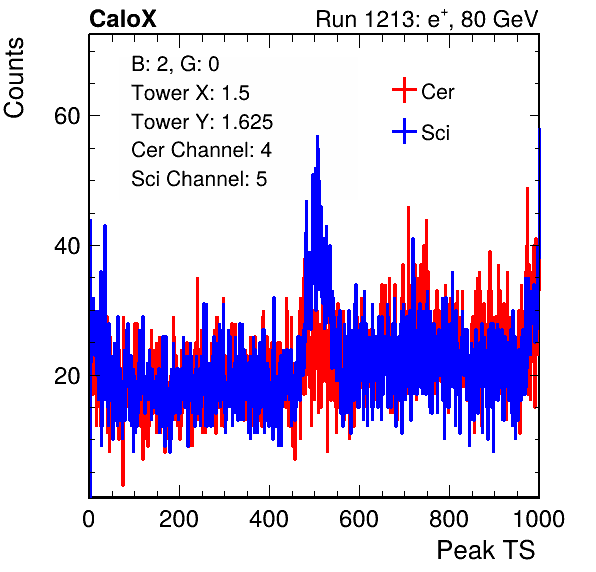 CaloX
Run 1213: e+, 80 GeV
Counts
B: 2, G: 0
Tower X: 1.5
Tower Y: 1.625
Cer Channel: 4
Sci Channel: 5
Cer
Sci
60
40
20
0 200 400 600 800 1000
Peak TS